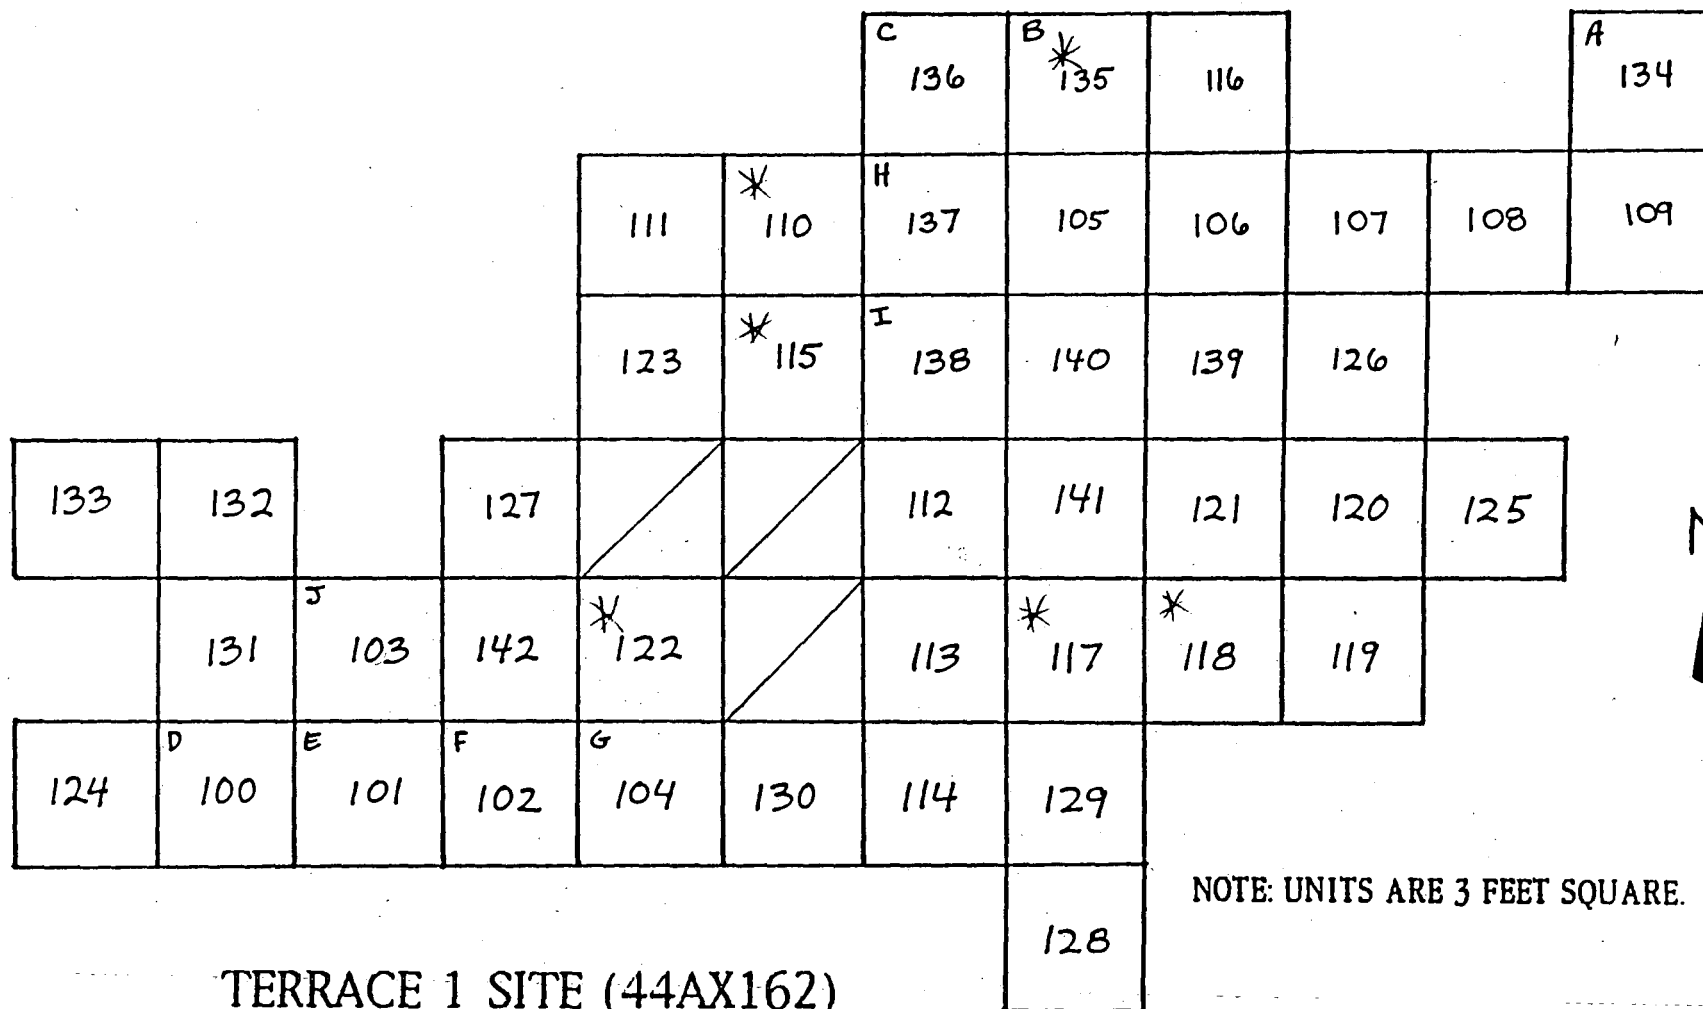 C B A
136 * 135 116 134
* H
111 110 137 105 106 107 108 109
* I
123 115 138 140 139 126
133 132 127 112 141 121 120 125
N
J * * *
131 103 142 122 113 117 118 119
D E F G
124 100 101 102 104 130 114 129
NOTE: UNITS ARE 3 FEET SQUARE.
128
TERRACE 1 SITE (44AX162)